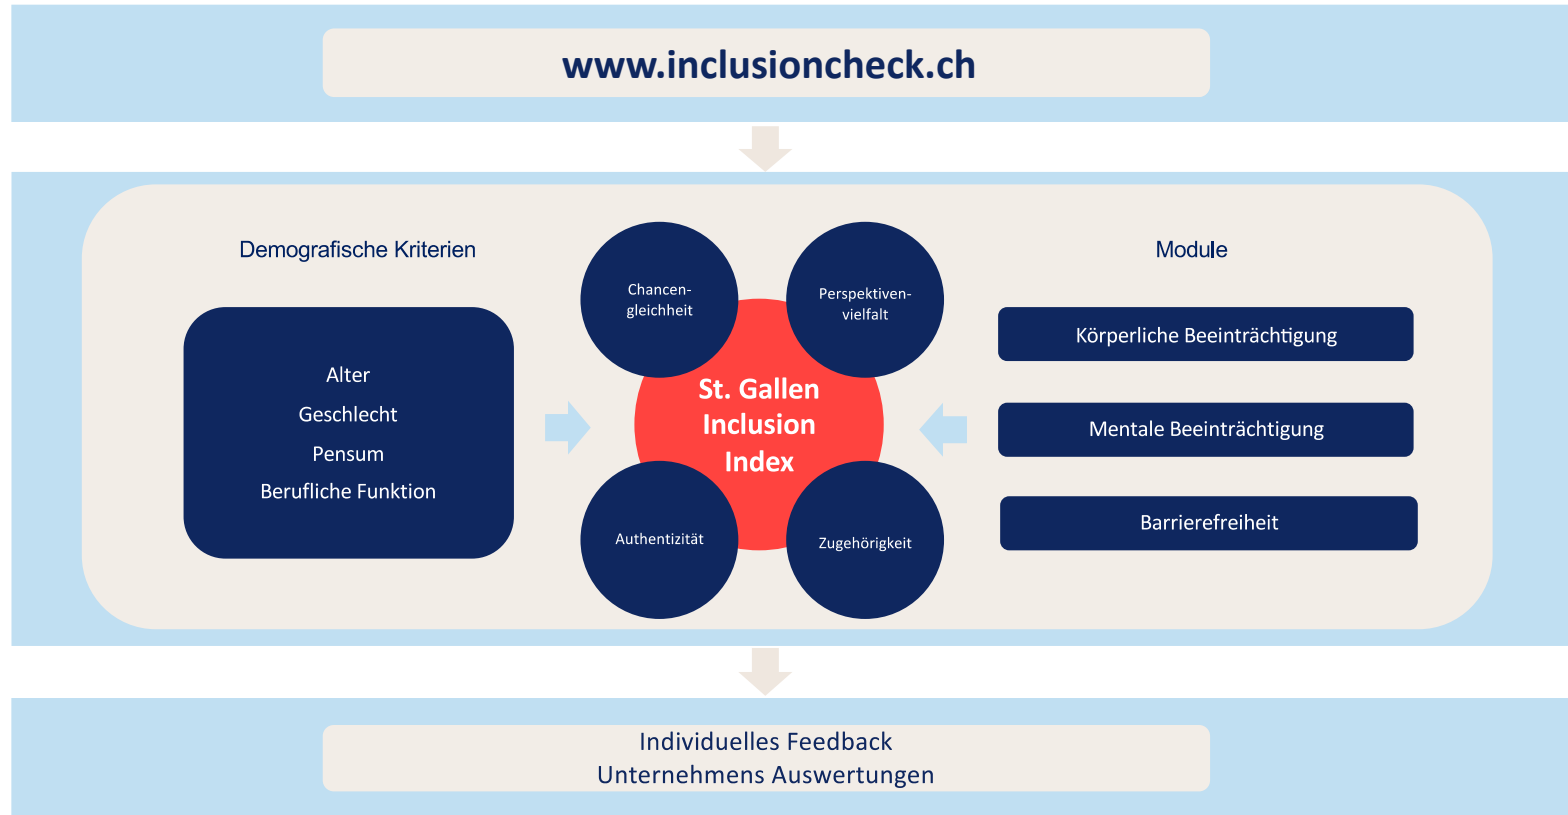 www.inclusioncheck.ch
Demografische Kriterien
Alter
Geschlecht
Pensum
Berufliche Funktion
Chancen-
gleichheit
Perspektiven-
vielfalt
St. Gallen
Inclusion
Index
Authentizität
Zugehörigkeit
Module
Körperliche Beeinträchtigung
Mentale Beeinträchtigung
Barrierefreiheit
Individuelles Feedback
Unternehmens Auswertungen